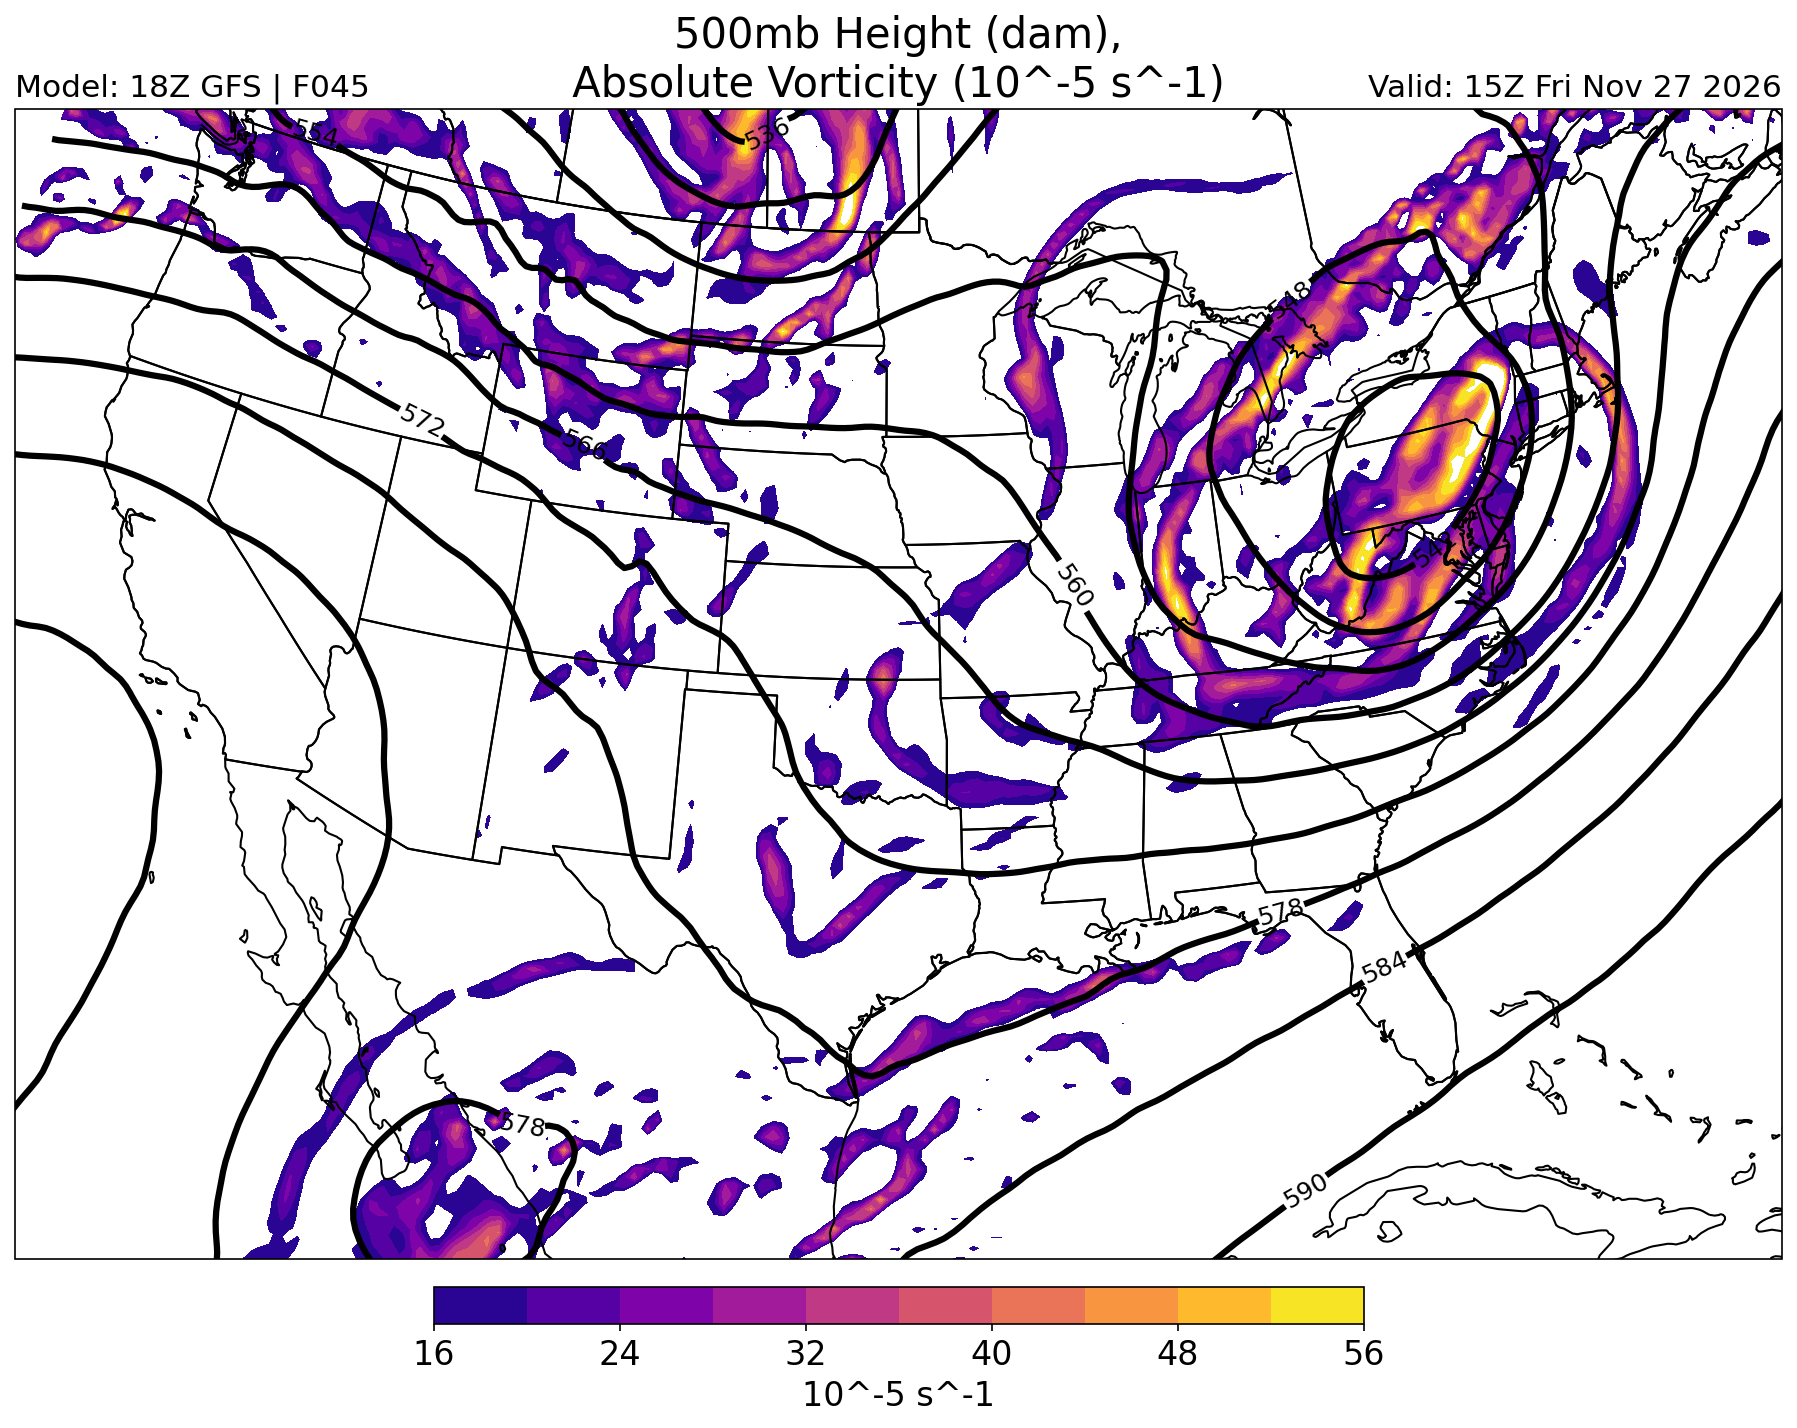 500mb Height (dam),
Absolute Vorticity (10^-5 s^-1)
Model: 18Z GFS | F045
Valid: 15Z Fri Nov 27 2026
554
536
548
572
566
542
560
578
584
578
590
16 24 32 40 48 56
10^-5 s^-1